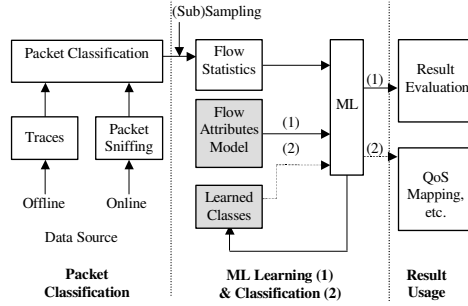 (Sub)Sampling
Packet Classification
Flow
Statistics
ML
(1)
Result
Evaluation
Flow
Attributes
Model
(1)
(2)
Traces
Packet
Sniffing
(2)
QoS
Mapping,
etc.
Learned
Classes
Offline
Online
Data Source
Packet
Classification
ML Learning (1)
& Classification (2)
Result
Usage